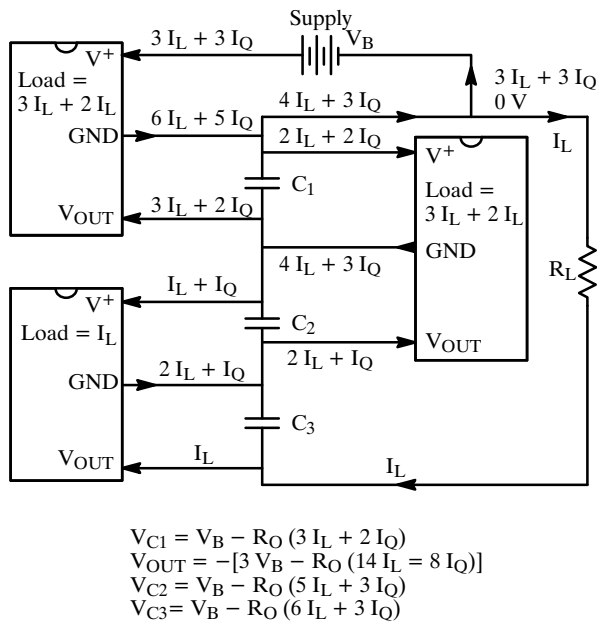 Supply
3 I_L + 3 I_Q
V_B
V⁺
Load =
3 I_L + 2 I_L
GND
V_OUT
6 I_L + 5 I_Q
4 I_L + 3 I_Q
3 I_L + 3 I_Q
0 V
I_L
2 I_L + 2 I_Q
C_1
V⁺
Load =
3 I_L + 2 I_L
GND
V_OUT
3 I_L + 2 I_Q
4 I_L + 3 I_Q
R_L
I_L + I_Q
V⁺
Load = I_L
GND
V_OUT
C_2
2 I_L + I_Q
2 I_L + I_Q
C_3
I_L
I_L
V_C1 = V_B − R_O (3 I_L + 2 I_Q)
V_OUT = −[3 V_B − R_O (14 I_L = 8 I_Q)]
V_C2 = V_B − R_O (5 I_L + 3 I_Q)
V_C3= V_B − R_O (6 I_L + 3 I_Q)